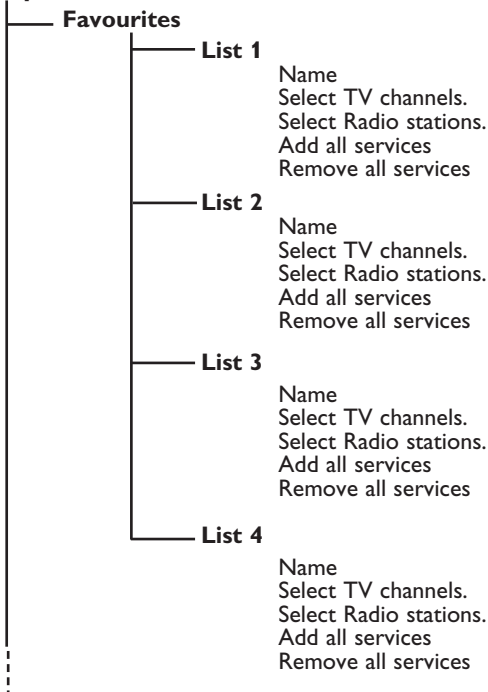 Favourites
List 1
Name
Select TV channels.
Select Radio stations.
Add all services
Remove all services
List 2
Name
Select TV channels.
Select Radio stations.
Add all services
Remove all services
List 3
Name
Select TV channels.
Select Radio stations.
Add all services
Remove all services
List 4
Name
Select TV channels.
Select Radio stations.
Add all services
Remove all services